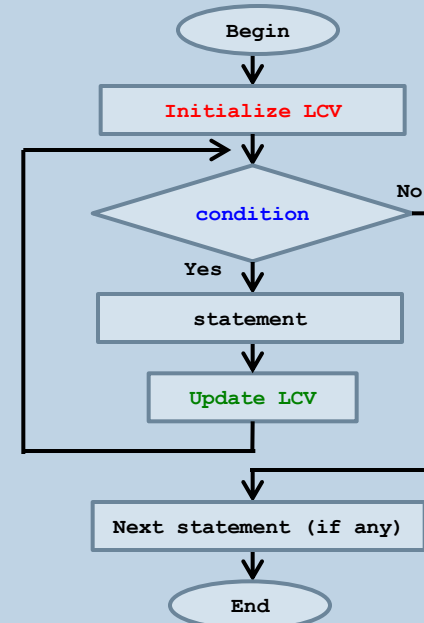 Begin
Initialize LCV
condition
No
Yes
statement
Update LCV
Next statement (if any)
End